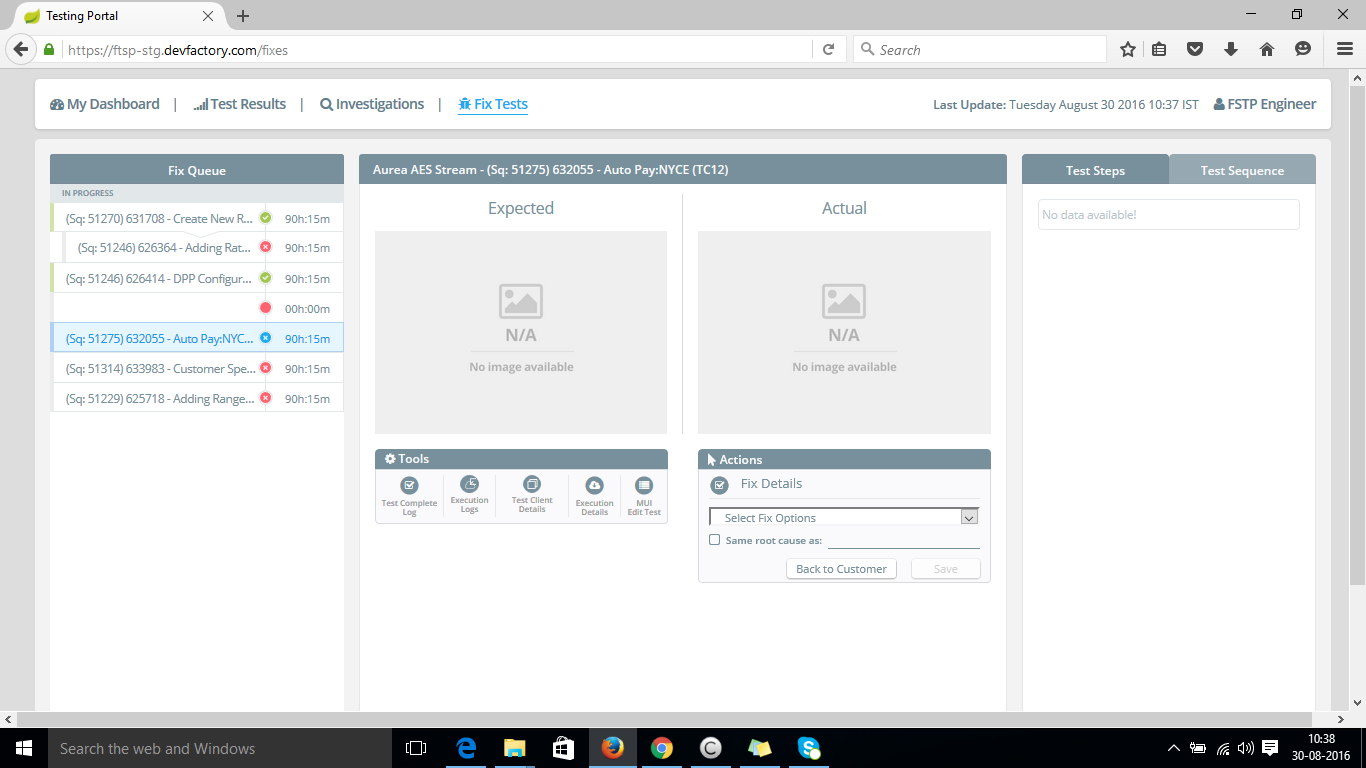 Testing Portal
https://ftsp-stg.devfactory.com/fixes
Search
My Dashboard | Test Results | Investigations | Fix Tests
Last Update: Tuesday August 30 2016 10:37 IST FSTP Engineer
Fix Queue
IN PROGRESS
(Sq: 51270) 631708 - Create New R... 90h:15m
(Sq: 51246) 626364 - Adding Rat... 90h:15m
(Sq: 51246) 626414 - DPP Configur... 90h:15m
00h:00m
(Sq: 51275) 632055 - Auto Pay:NYC... 90h:15m
(Sq: 51314) 633983 - Customer Spe... 90h:15m
(Sq: 51229) 625718 - Adding Range... 90h:15m
Aurea AES Stream - (Sq: 51275) 632055 - Auto Pay:NYCE (TC12)
Expected
N/A
No image available
Actual
N/A
No image available
Tools
Test Complete
Log
Execution
Logs
Test Client
Details
Execution
Details
MUI
Edit Test
Actions
Fix Details
Select Fix Options
Same root cause as:
Back to Customer
Save
Test Steps
Test Sequence
No data available!
Search the web and Windows
10:38
30-08-2016